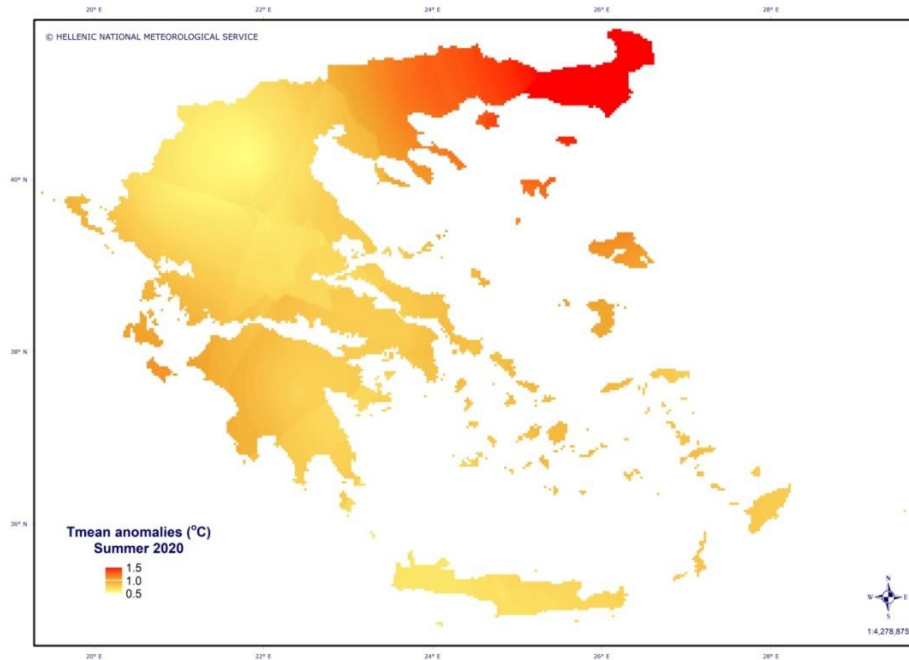 20° E 22° E 24° E 26° E 28° E
© HELLENIC NATIONAL METEOROLOGICAL SERVICE
40° N
38° N
36° N
Tmean anomalies (°C)
Summer 2020
1.5
1.0
0.5
N
W E
S
1:4,278,875
20° E 22° E 24° E 26° E 28° E